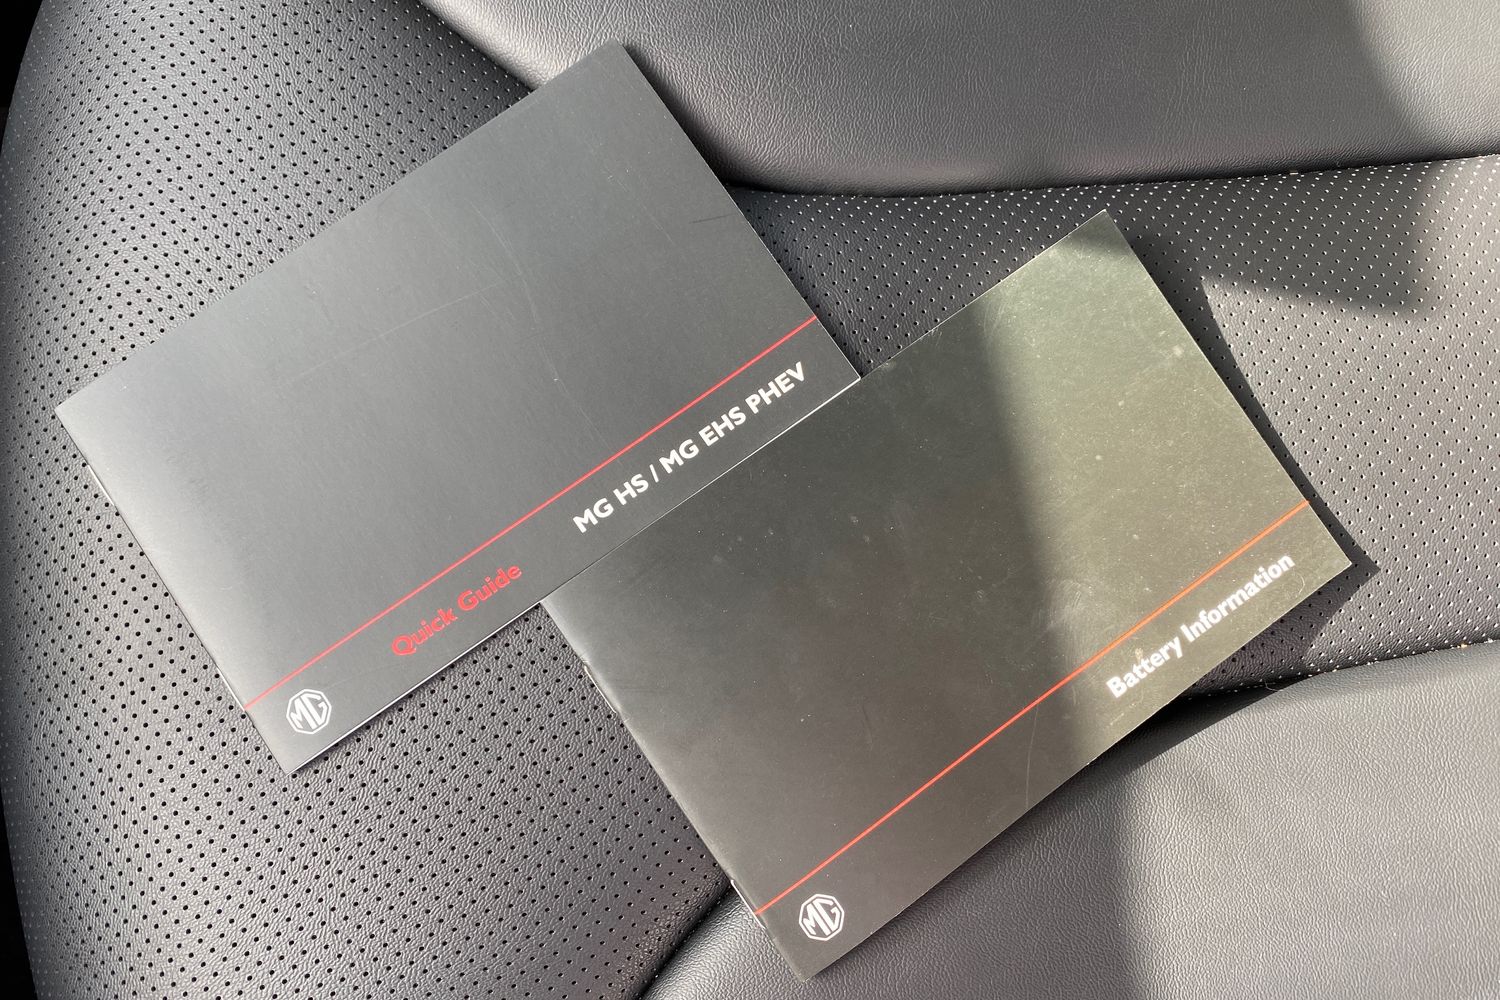 MG HS / MG EHS PHEV
Quick Guide
MG
Battery Information
MG